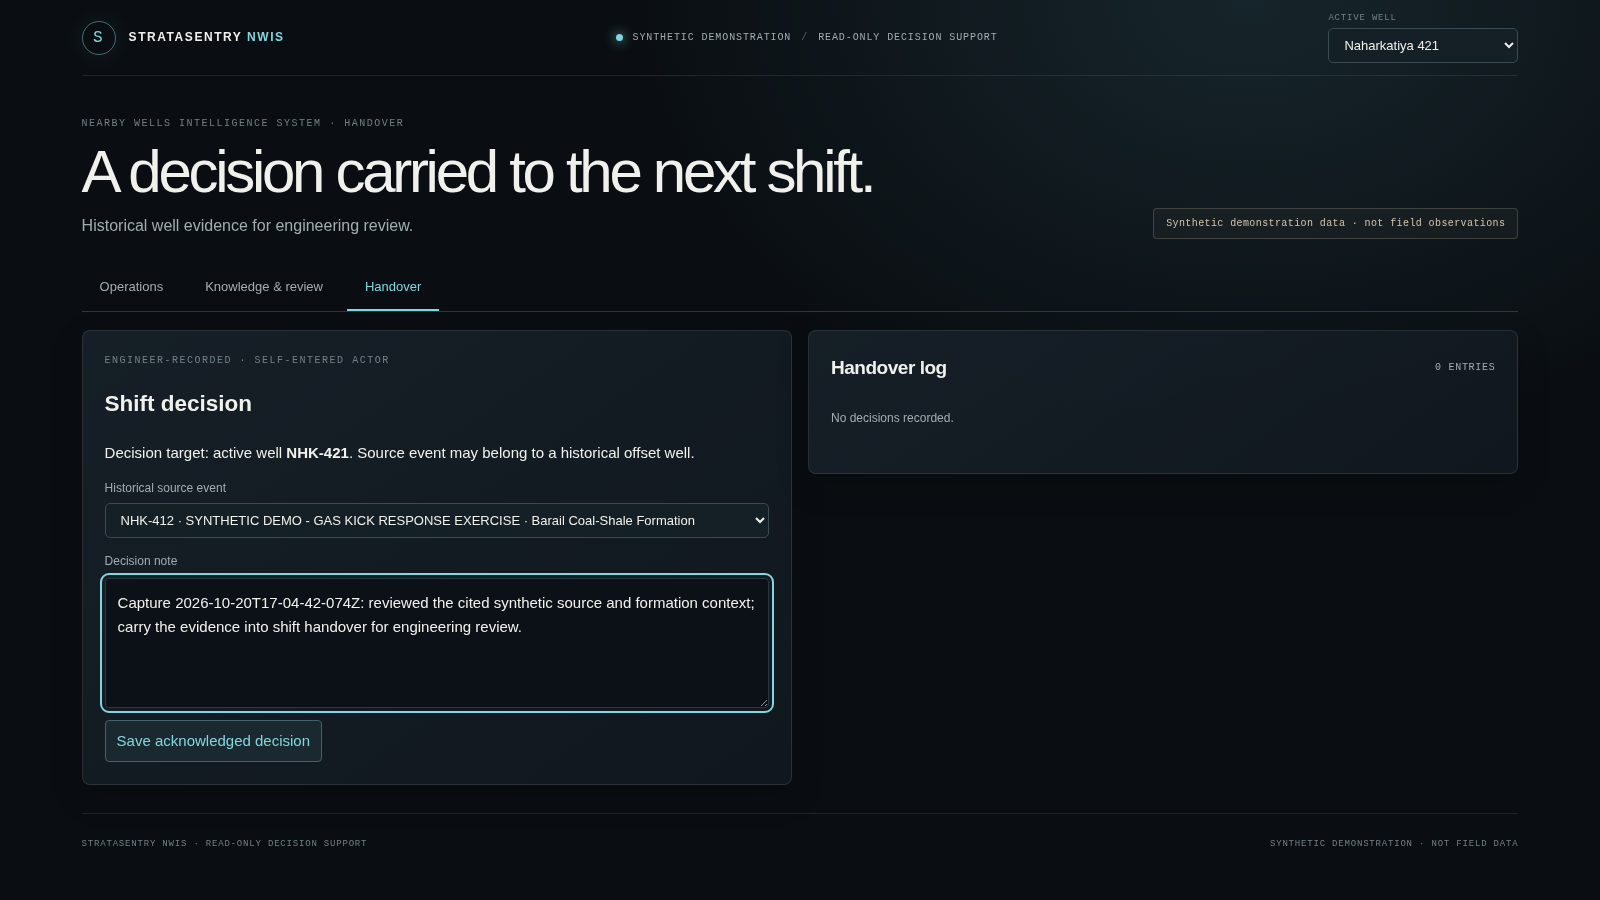 S
STRATASENTRY NWIS
SYNTHETIC DEMONSTRATION / READ-ONLY DECISION SUPPORT
ACTIVE WELL
Naharkatiya 421
NEARBY WELLS INTELLIGENCE SYSTEM · HANDOVER
A decision carried to the next shift.
Historical well evidence for engineering review.
Synthetic demonstration data · not field observations
Operations
Knowledge & review
Handover
ENGINEER-RECORDED · SELF-ENTERED ACTOR
Shift decision
Decision target: active well NHK-421. Source event may belong to a historical offset well.
Historical source event
NHK-412 · SYNTHETIC DEMO - GAS KICK RESPONSE EXERCISE · Barail Coal-Shale Formation
Decision note
Capture 2026-10-20T17-04-42-074Z: reviewed the cited synthetic source and formation context;
carry the evidence into shift handover for engineering review.
Save acknowledged decision
Handover log
0 ENTRIES
No decisions recorded.
STRATASENTRY NWIS · READ-ONLY DECISION SUPPORT
SYNTHETIC DEMONSTRATION · NOT FIELD DATA